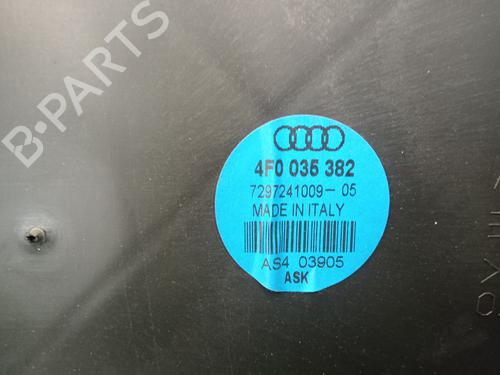 B-PARTS
4F0 035 382
7297241009-05
MADE IN ITALY
AS4 03905
ASK